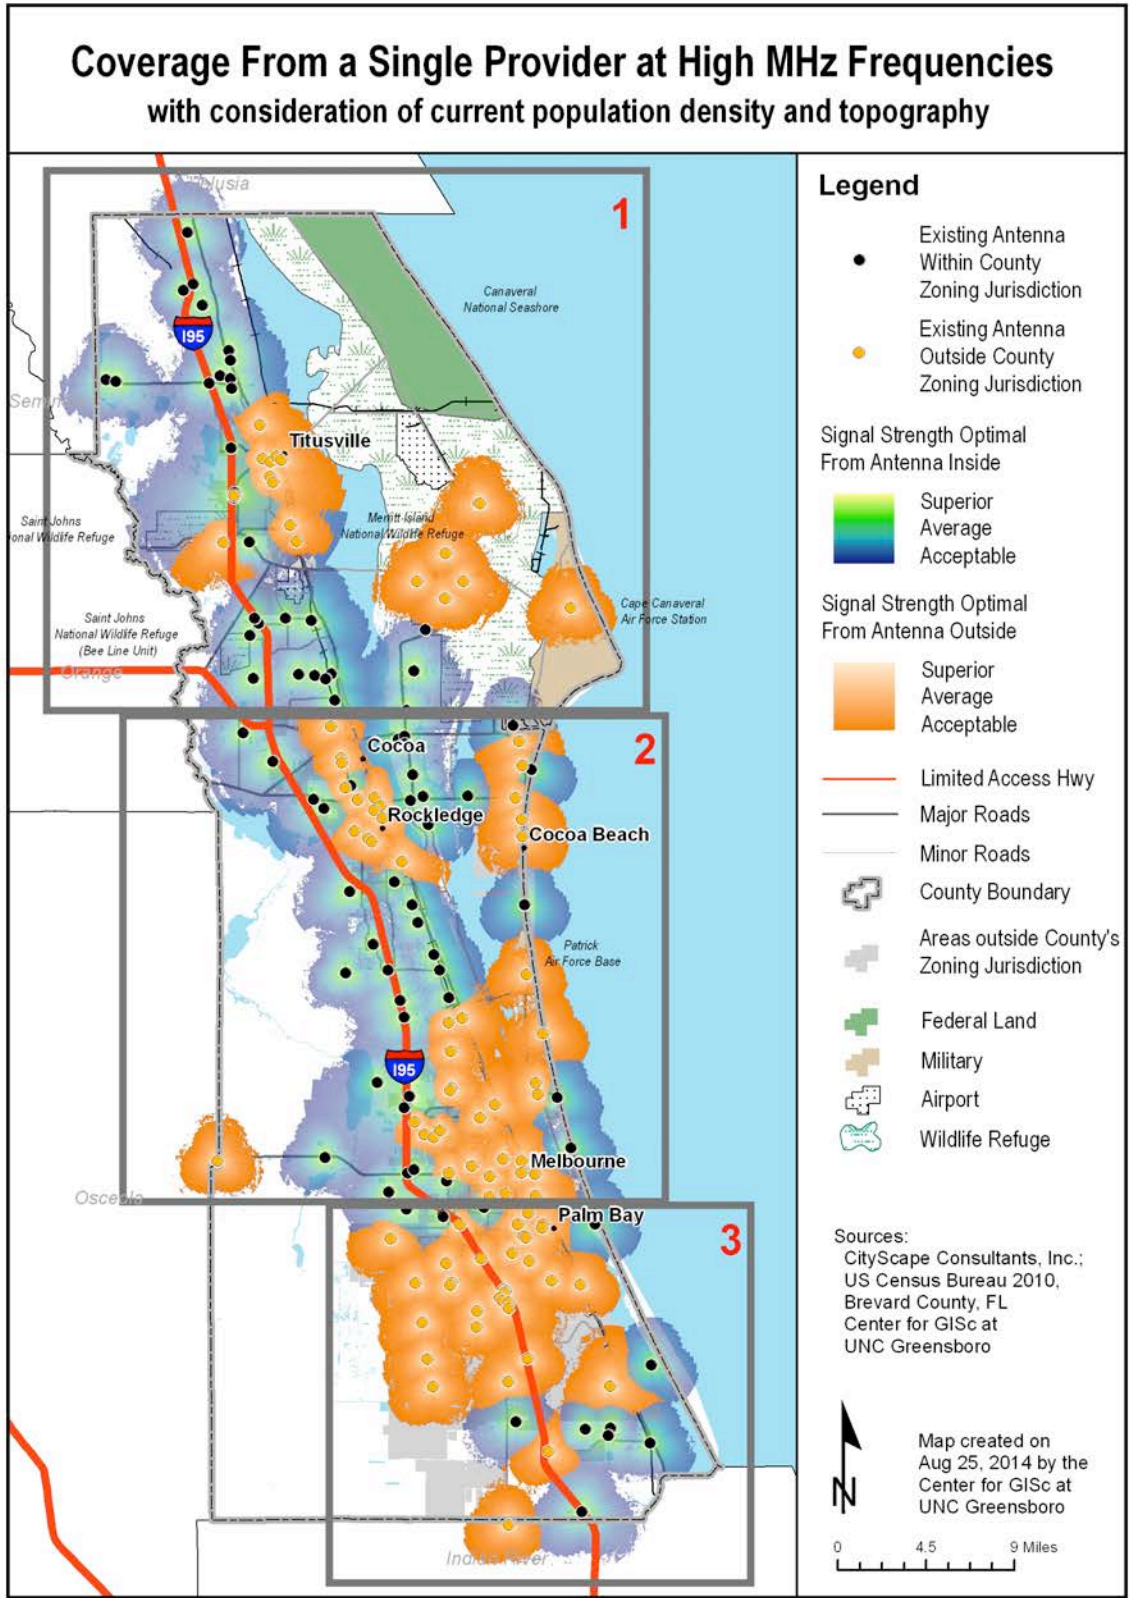 Coverage From a Single Provider at High MHz Frequencies
with consideration of current population density and topography
1
Canaveral
National Seashore
I95
Titusville
Saint Johns
onal Wildlife Refuge
Merritt Island
National Wildlife Refuge
Saint Johns
National Wildlife Refuge
(Bee Line Unit)
Cape Canaveral
Air Force Station
Orange
2
Cocoa
Rockledge
Cocoa Beach
Patrick
Air Force Base
I95
Melbourne
Osceola
Palm Bay
3
Indian River
Legend
Existing Antenna
Within County
Zoning Jurisdiction
Existing Antenna
Outside County
Zoning Jurisdiction
Signal Strength Optimal
From Antenna Inside
Superior
Average
Acceptable
Signal Strength Optimal
From Antenna Outside
Superior
Average
Acceptable
Limited Access Hwy
Major Roads
Minor Roads
County Boundary
Areas outside County's
Zoning Jurisdiction
Federal Land
Military
Airport
Wildlife Refuge
Sources:
CityScape Consultants, Inc.;
US Census Bureau 2010,
Brevard County, FL
Center for GISc at
UNC Greensboro
N
Map created on
Aug 25, 2014 by the
Center for GISc at
UNC Greensboro
0 4.5 9 Miles